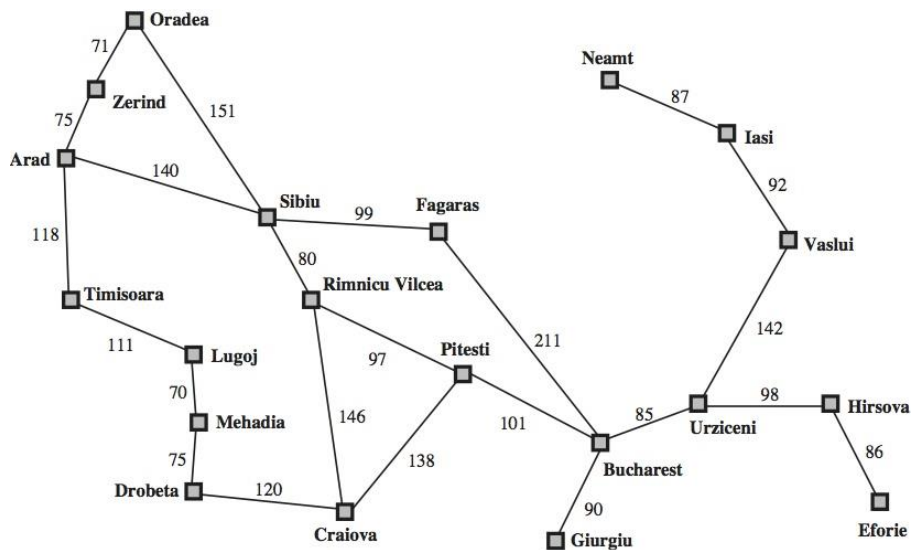 Oradea
71
Neamt
87
Zerind
151
75
Iasi
Arad
140
92
Sibiu
99
Fagaras
118
80
Vaslui
Timisoara
Rimnicu Vilcea
142
111
Lugoj
97
Pitesti
211
70
98
Hirsova
146
101
85
Urziceni
Mehadia
138
86
75
Bucharest
120
90
Drobeta
Craiova
Giurgiu
Eforie